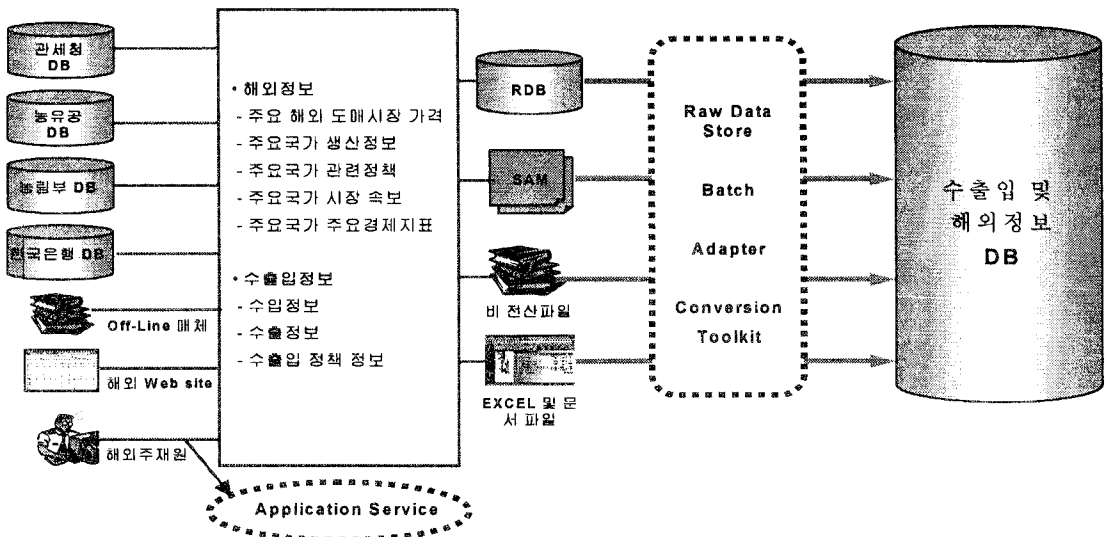 관세청
DB
농유공
DB
농림부 DB
한국은행 DB
Off-Line 매체
해외 Web site
해외주재원
• 해외정보
- 주요 해외 도매시장 가격
- 주요국가 생산정보
- 주요국가 관련정책
- 주요국가 시장 속보
- 주요국가 주요경제지표
• 수출입정보
- 수입정보
- 수출정보
- 수출입 정책 정보
Application Service
RDB
SAM
비 전산파일
EXCEL 및 문
서 파일
Raw Data
Store
Batch
Adapter
Conversion
Toolkit
수출입 및
해외정보
DB